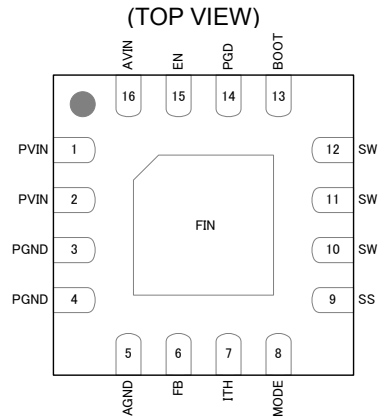 (TOP VIEW)
AVIN EN PGD BOOT
16 15 14 13
PVIN 1 12 SW
PVIN 2 11 SW
FIN
PGND 3 10 SW
PGND 4 9 SS
5 6 7 8
AGND FB ITH MODE